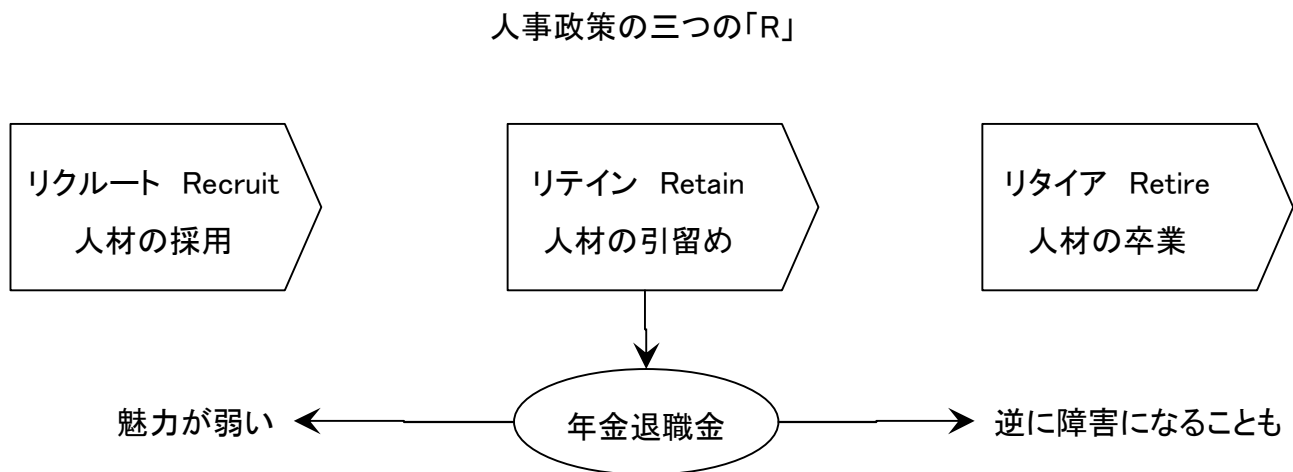 人事政策の三つの「R」
リクルート Recruit
人材の採用
リテイン Retain
人材の引留め
リタイア Retire
人材の卒業
魅力が弱い
年金退職金
逆に障害になることも